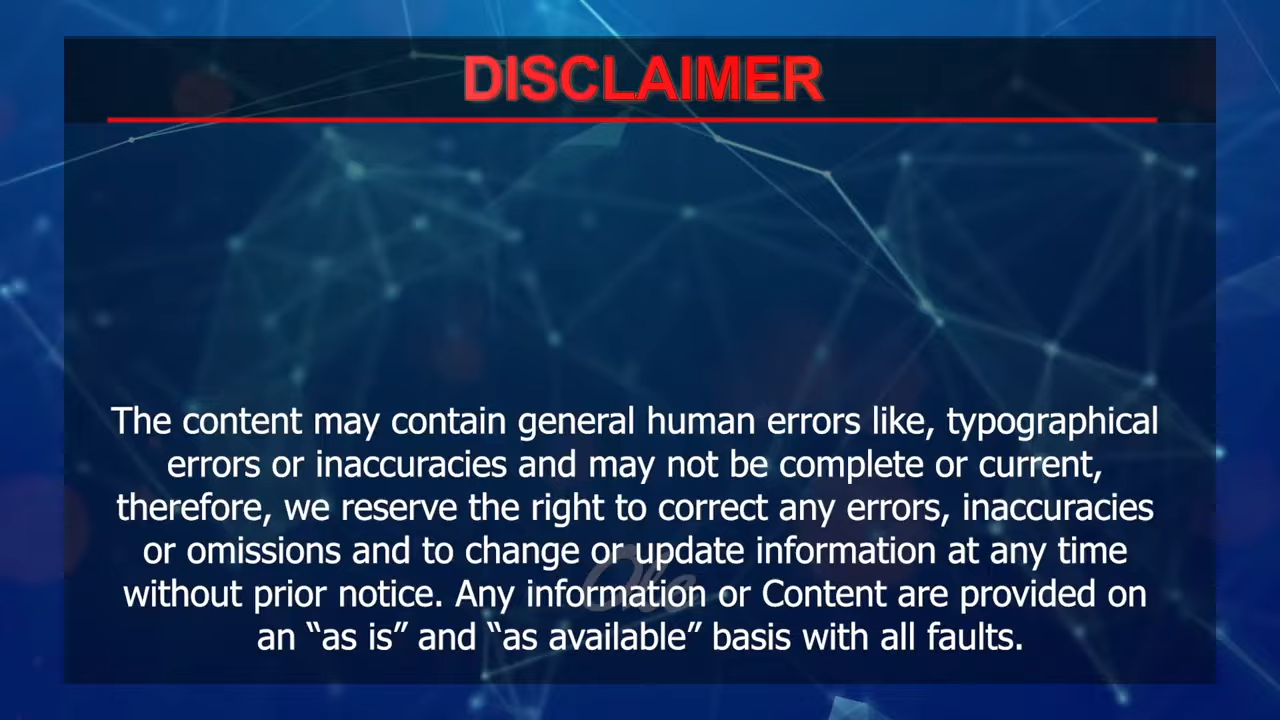 DISCLAIMER
The content may contain general human errors like, typographical
errors or inaccuracies and may not be complete or current,
therefore, we reserve the right to correct any errors, inaccuracies
or omissions and to change or update information at any time
without prior notice. Any information or Content are provided on
an “as is” and “as available” basis with all faults.